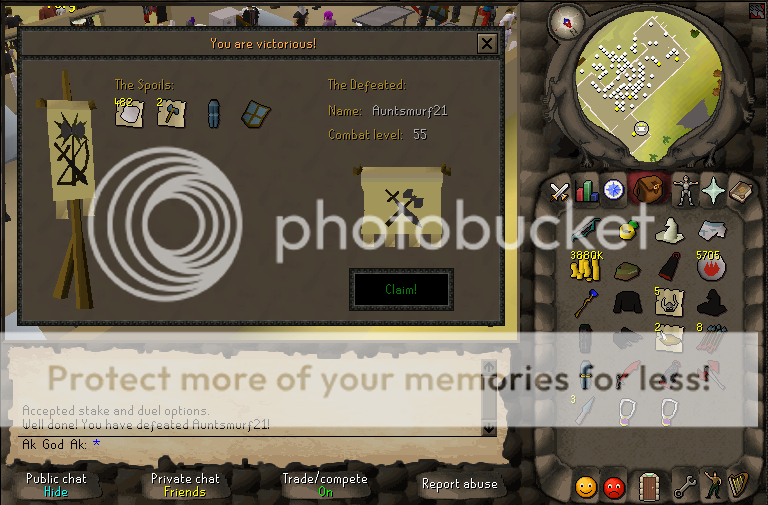 You are victorious!
The Spoils:
482
2
The Defeated:
Name: Auntsmurf21
Combat level: 55
Claim!
photobucket
3880K
5705
5
2
8
3
Protect more of your memories for less!
Accepted stake and duel options.
Well done! You have defeated Auntsmurf21!
Ak God Ak: *
Public chat
Hide
Private chat
Friends
Trade/compete
On
Report abuse